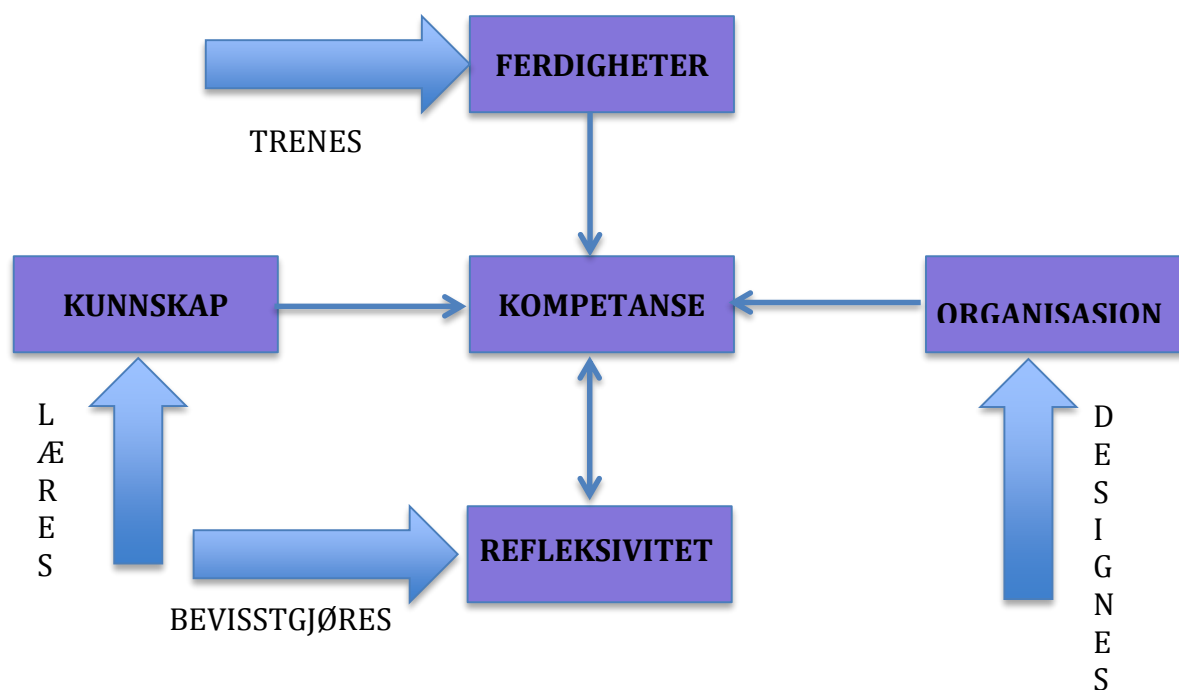 FERDIGHETER
TRENES
KUNNSKAP
KOMPETANSE
ORGANISASJON
LÆRES
DESIGNES
REFLEKSIVITET
BEVISSTGJØRES